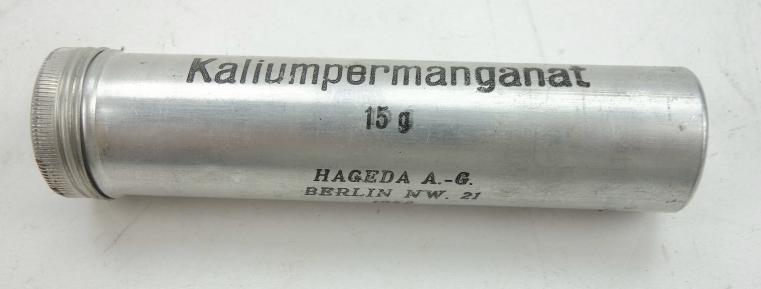 Kaliumpermanganat
15 g
HAGEDA A.-G.
BERLIN NW. 21